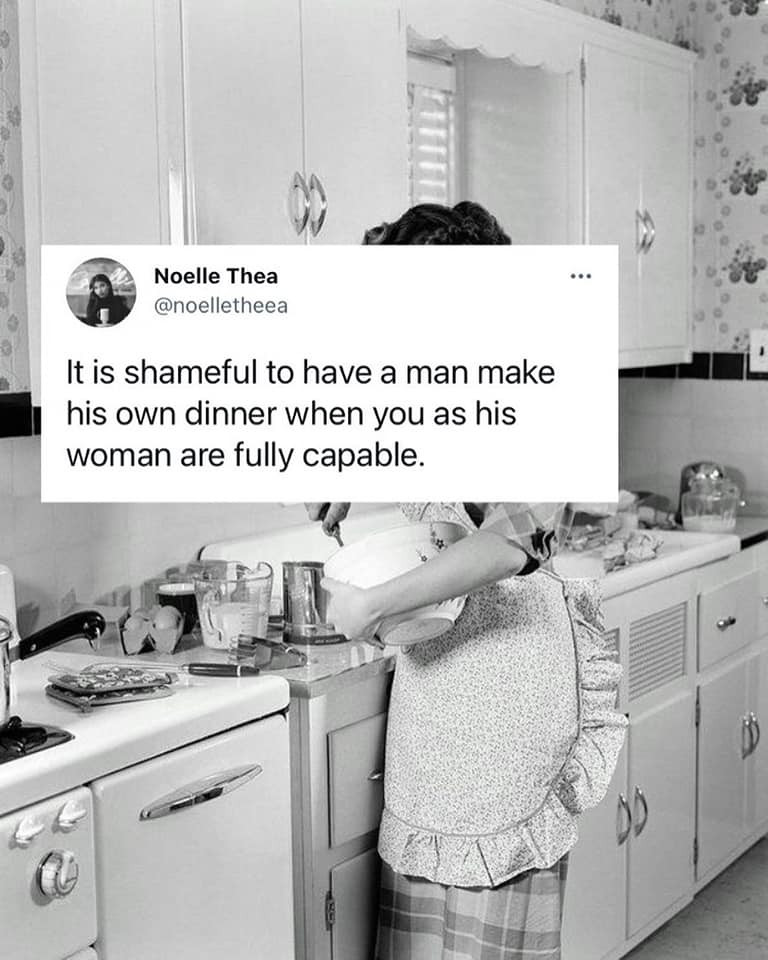 Noelle Thea
@noelletheea
It is shameful to have a man make
his own dinner when you as his
woman are fully capable.